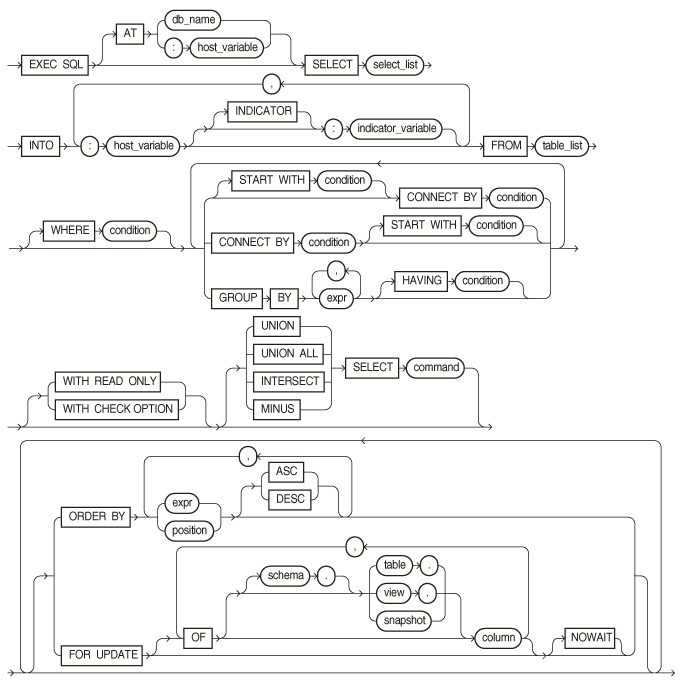 db_name
AT
: host_variable
EXEC SQL SELECT select_list
,
INDICATOR
: indicator_variable
INTO : host_variable FROM table_list
START WITH condition
CONNECT BY condition
WHERE condition START WITH condition
CONNECT BY condition
,
HAVING condition
GROUP BY expr
UNION
UNION ALL
SELECT command
WITH READ ONLY INTERSECT
WITH CHECK OPTION MINUS
,
ASC
DESC
expr
ORDER BY
position
,
schema . table .
view .
snapshot
OF column NOWAIT
FOR UPDATE